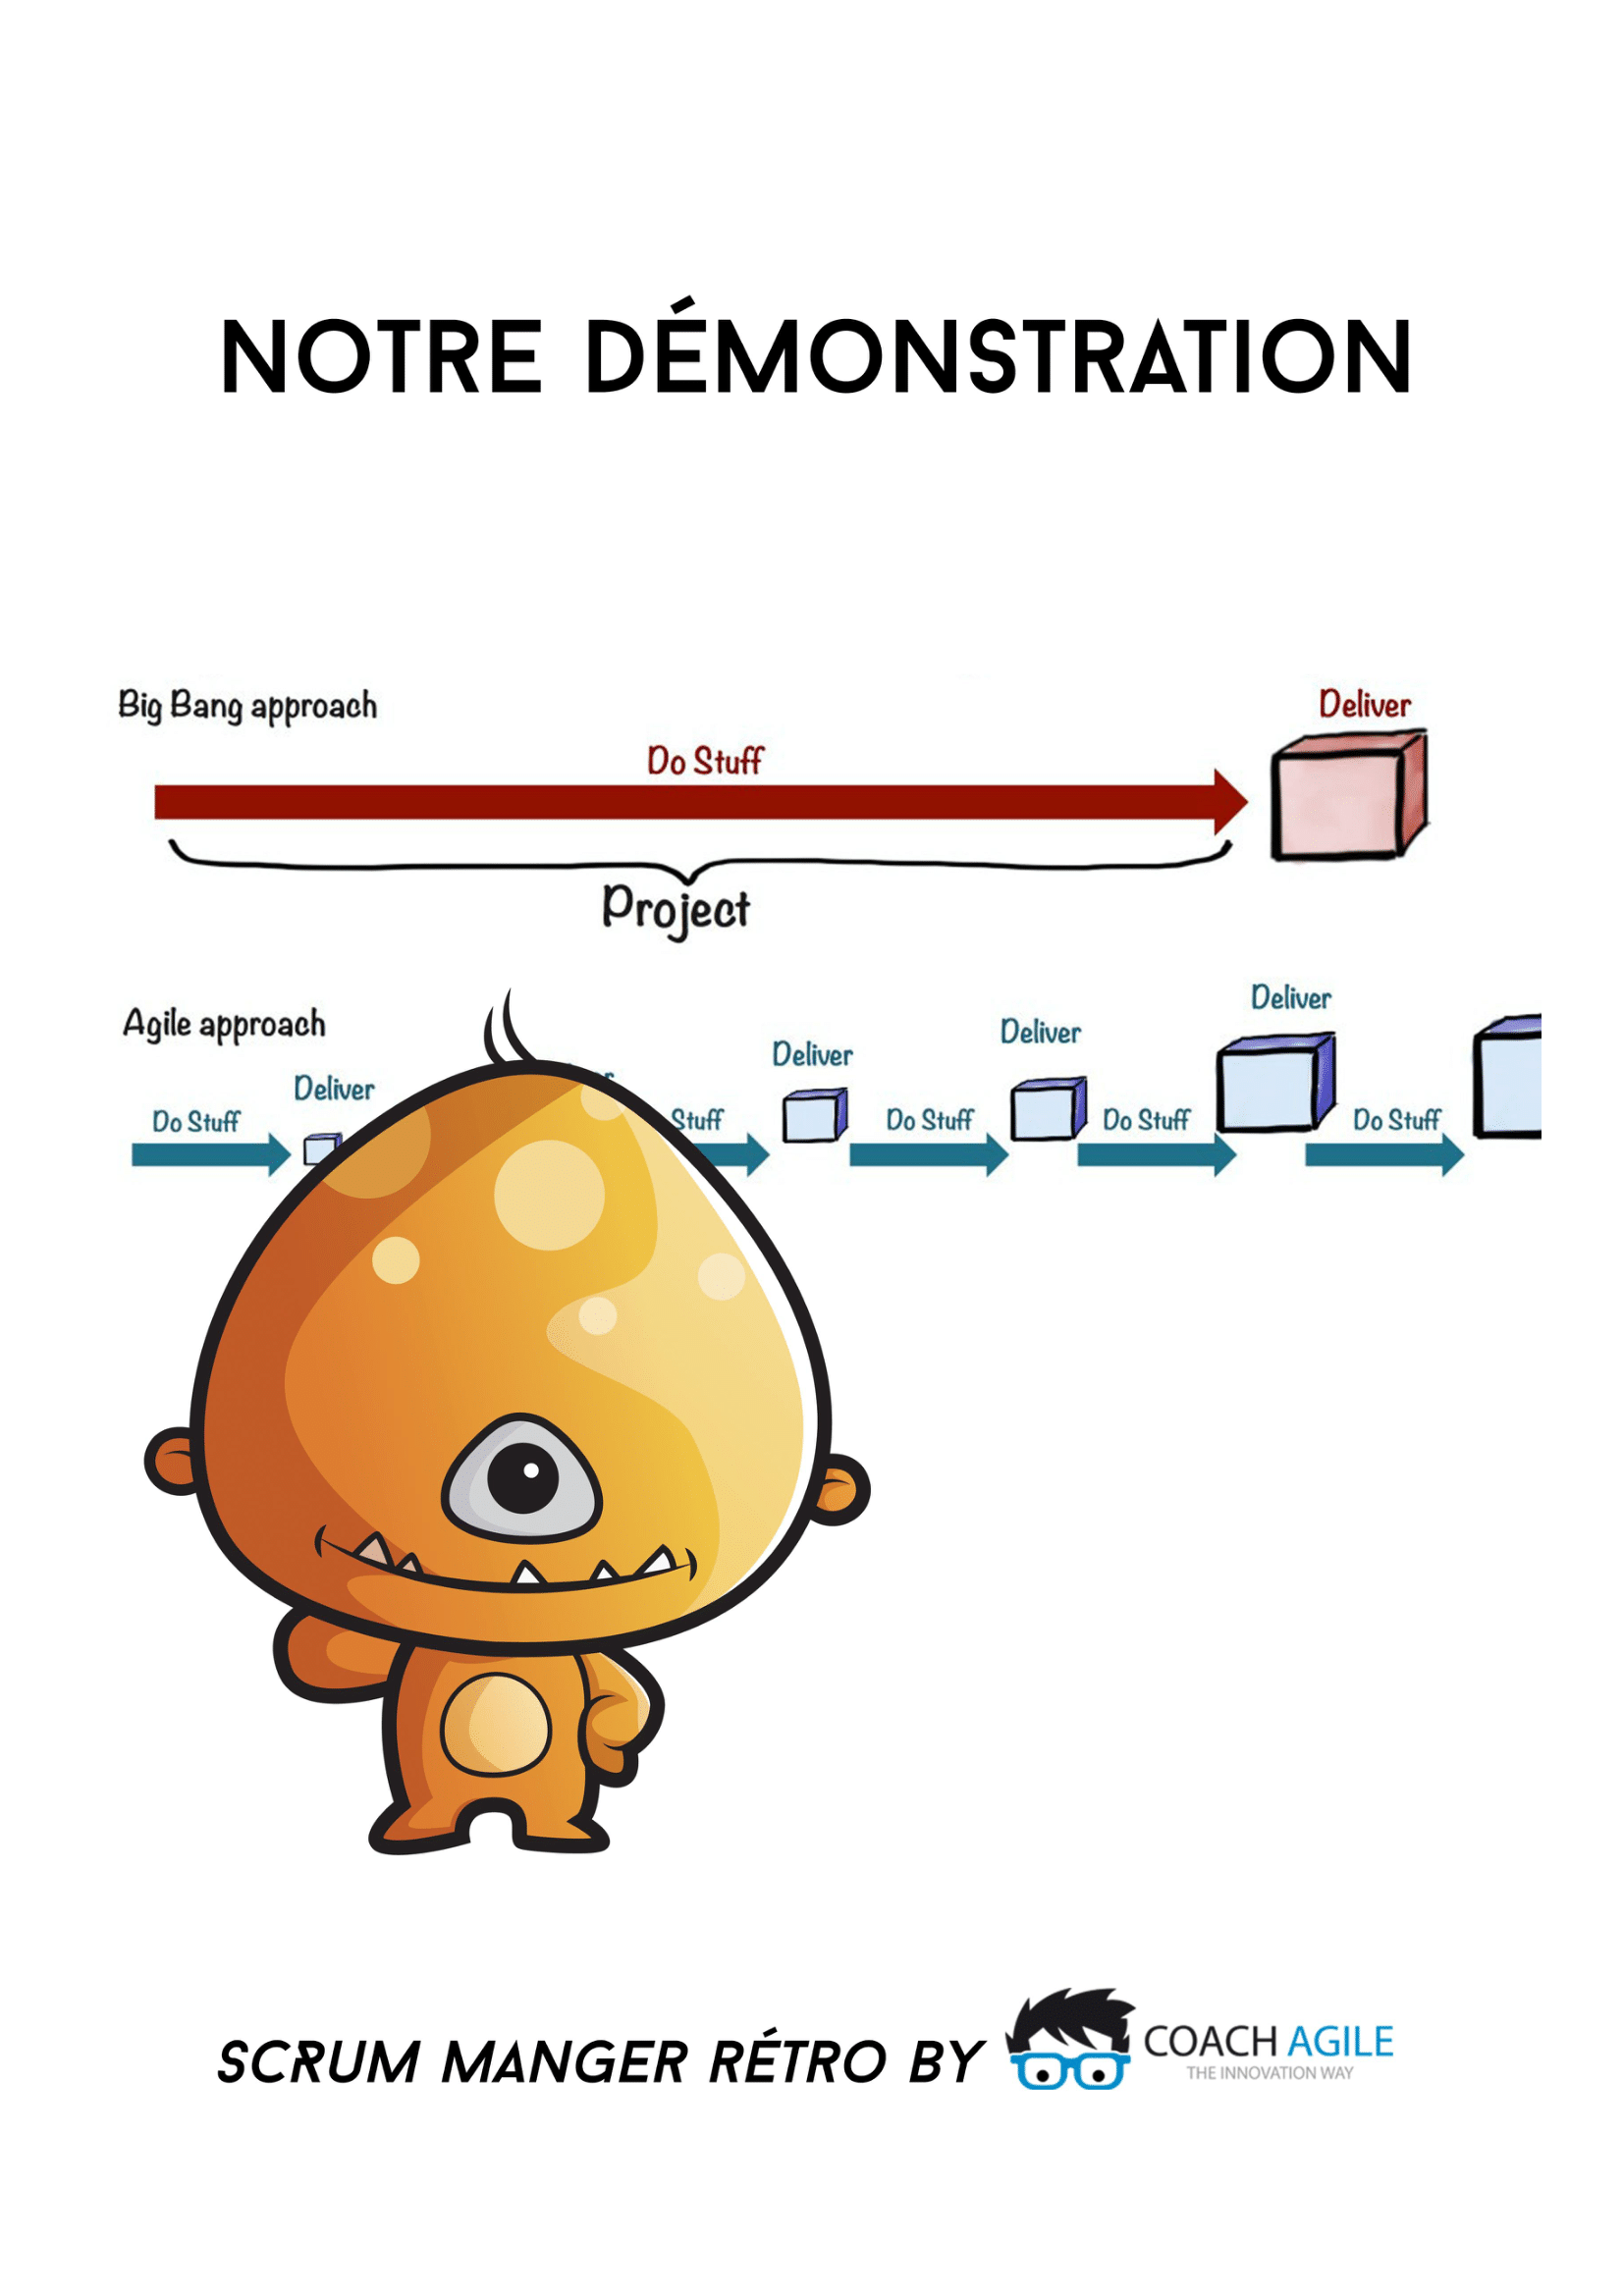 NOTRE DÉMONSTRATION
Big Bang approach
Deliver
Do Stuff
Project
Agile approach
Deliver
Do Stuff
Stuff
Deliver
Do Stuff
Deliver
Do Stuff
Deliver
Do Stuff
SCRUM MANGER RÉTRO BY
COACH AGILE
THE INNOVATION WAY